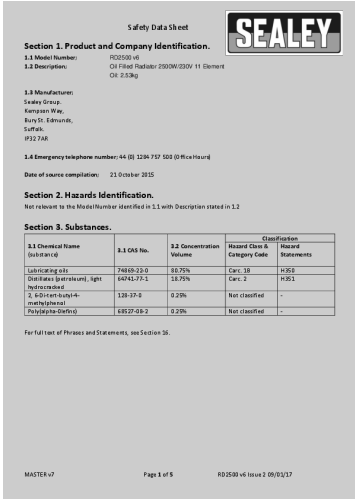 Safety Data Sheet
SEALEY
Section 1. Product and Company Identification.
1.1 Model Number: RD2500 v6
1.2 Description: Oil Filled Radiator 2500W/230V 11 Element
Oil: 2.53kg
1.3 Manufacturer:
Sealey Group.
Kempson Way,
Bury St. Edmunds,
Suffolk.
IP32 7AR
1.4 Emergency telephone number: 44 (0) 1284 757 500 (Office Hours)
Date of source compilation: 21 October 2015
Section 2. Hazards Identification.
Not relevant to the Model Number identified in 1.1 with Description stated in 1.2
Section 3. Substances.
Classification
3.1 Chemical Name (substance) 3.1 CAS No. 3.2 Concentration Volume Hazard Class & Category Code Hazard Statements
Lubricating oils 74869-22-0 80.75% Carc. 1B H350
Distillates (petroleum), light hydrocracked 64741-77-1 18.75% Carc. 2 H351
2, 6-Di-tert-butyl-4-methylphenol 128-37-0 0.25% Not classified -
Poly(alpha-Olefins) 68527-08-2 0.25% Not classified -
For full text of Phrases and Statements, see Section 16.
MASTER v7 Page 1 of 5 RD2500 v6 Issue 2 09/01/17